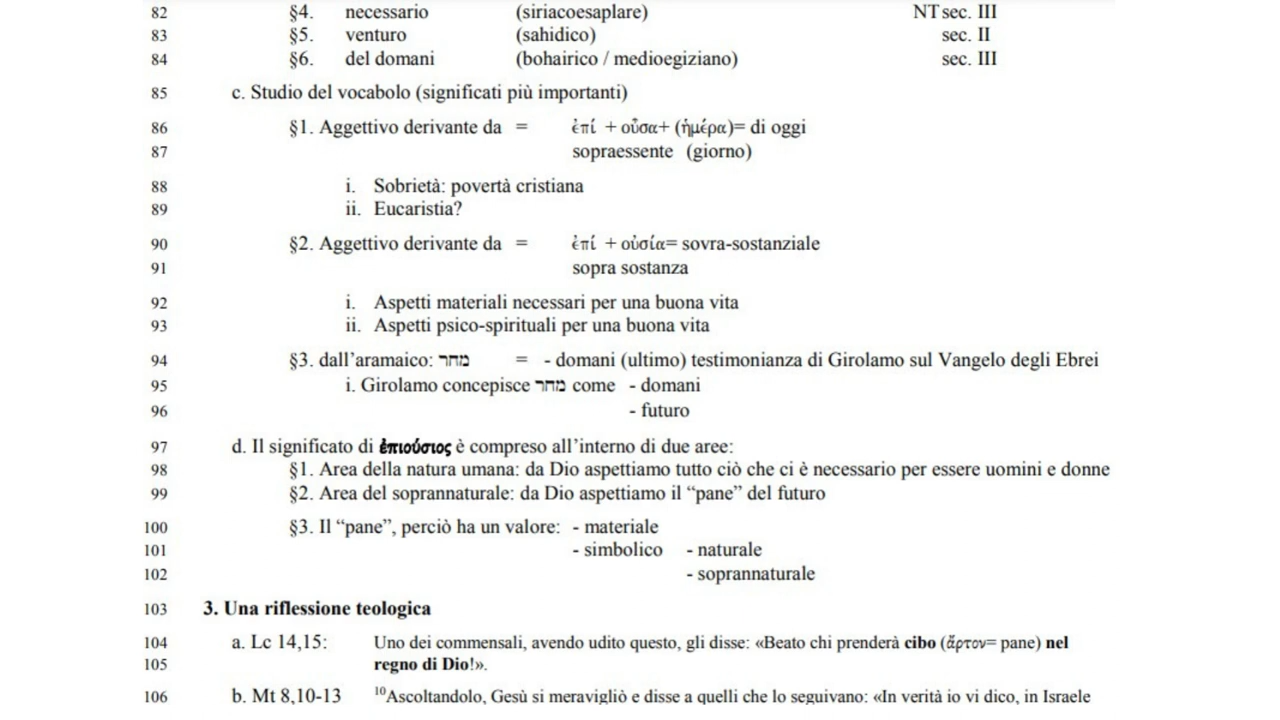 82 §4. necessario (siriacoesaplare) NT sec. III
83 §5. venturo (sahidico) sec. II
84 §6. del domani (bohairico / medioegiziano) sec. III
85 c. Studio del vocabolo (significati più importanti)
86 §1. Aggettivo derivante da = ἐπί + οὖσα+ (ἡμέρα)= di oggi
87 sopraessente (giorno)
88 i. Sobrietà: povertà cristiana
89 ii. Eucaristia?
90 §2. Aggettivo derivante da = ἐπί + οὐσία= sovra-sostanziale
91 sopra sostanza
92 i. Aspetti materiali necessari per una buona vita
93 ii. Aspetti psico-spirituali per una buona vita
94 §3. dall’aramaico: מחר = - domani (ultimo) testimonianza di Girolamo sul Vangelo degli Ebrei
95 i. Girolamo concepisce מחר come - domani
96 - futuro
97 d. Il significato di ἐπιούσιος è compreso all’interno di due aree:
98 §1. Area della natura umana: da Dio aspettiamo tutto ciò che ci è necessario per essere uomini e donne
99 §2. Area del soprannaturale: da Dio aspettiamo il “pane” del futuro
100 §3. Il “pane”, perciò ha un valore: - materiale
101 - simbolico - naturale
102 - soprannaturale
103 3. Una riflessione teologica
104 a. Lc 14,15: Uno dei commensali, avendo udito questo, gli disse: «Beato chi prenderà cibo (ἄρτον= pane) nel
105 regno di Dio!».
106 b. Mt 8,10-13 ¹⁰Ascoltandolo, Gesù si meravigliò e disse a quelli che lo seguivano: «In verità io vi dico, in Israele